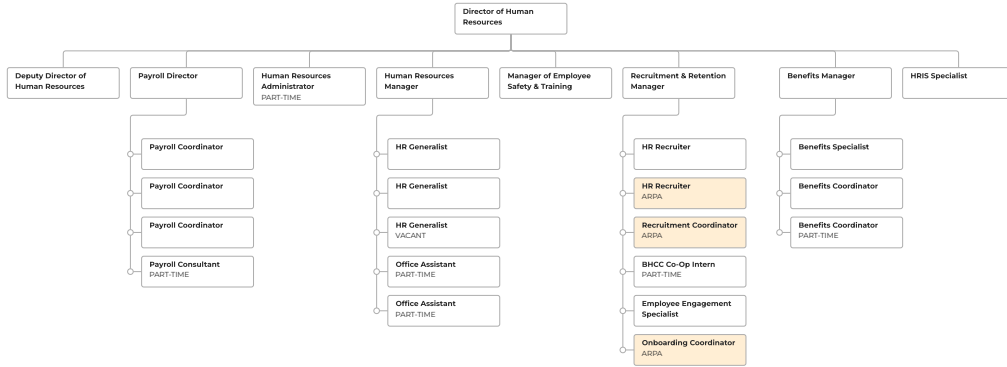 Director of Human
Resources
Deputy Director of
Human Resources
Payroll Director
Human Resources
Administrator
PART-TIME
Human Resources
Manager
Manager of Employee
Safety & Training
Recruitment & Retention
Manager
Benefits Manager
HRIS Specialist
Payroll Coordinator
Payroll Coordinator
Payroll Coordinator
Payroll Consultant
PART-TIME
HR Generalist
HR Generalist
HR Generalist
VACANT
Office Assistant
PART-TIME
Office Assistant
PART-TIME
HR Recruiter
HR Recruiter
ARPA
Recruitment Coordinator
ARPA
BHCC Co-Op Intern
PART-TIME
Employee Engagement
Specialist
Onboarding Coordinator
ARPA
Benefits Specialist
Benefits Coordinator
Benefits Coordinator
PART-TIME